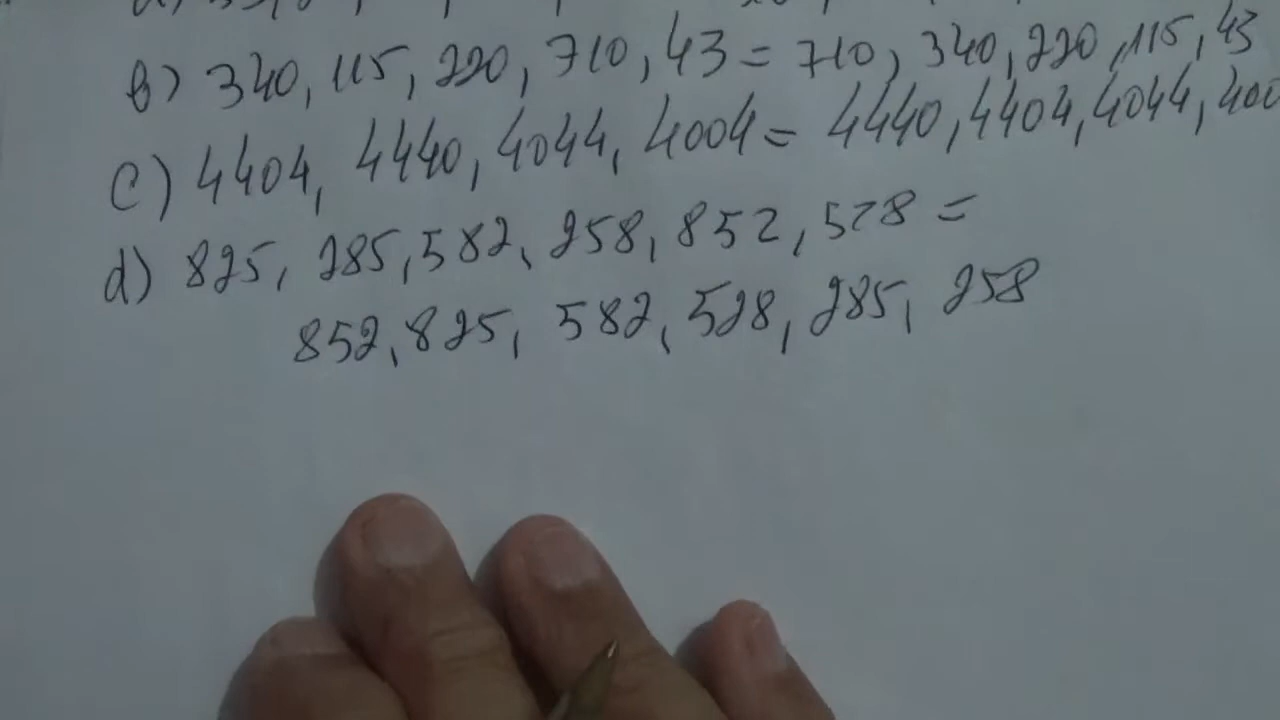 b) 340, 115, 220, 710, 43 = 710, 340, 220, 115, 43
c) 4404, 4440, 4044, 4004 = 4440, 4404, 4044, 400
d) 825, 285, 582, 258, 852, 528 =
852, 825, 582, 528, 285, 258